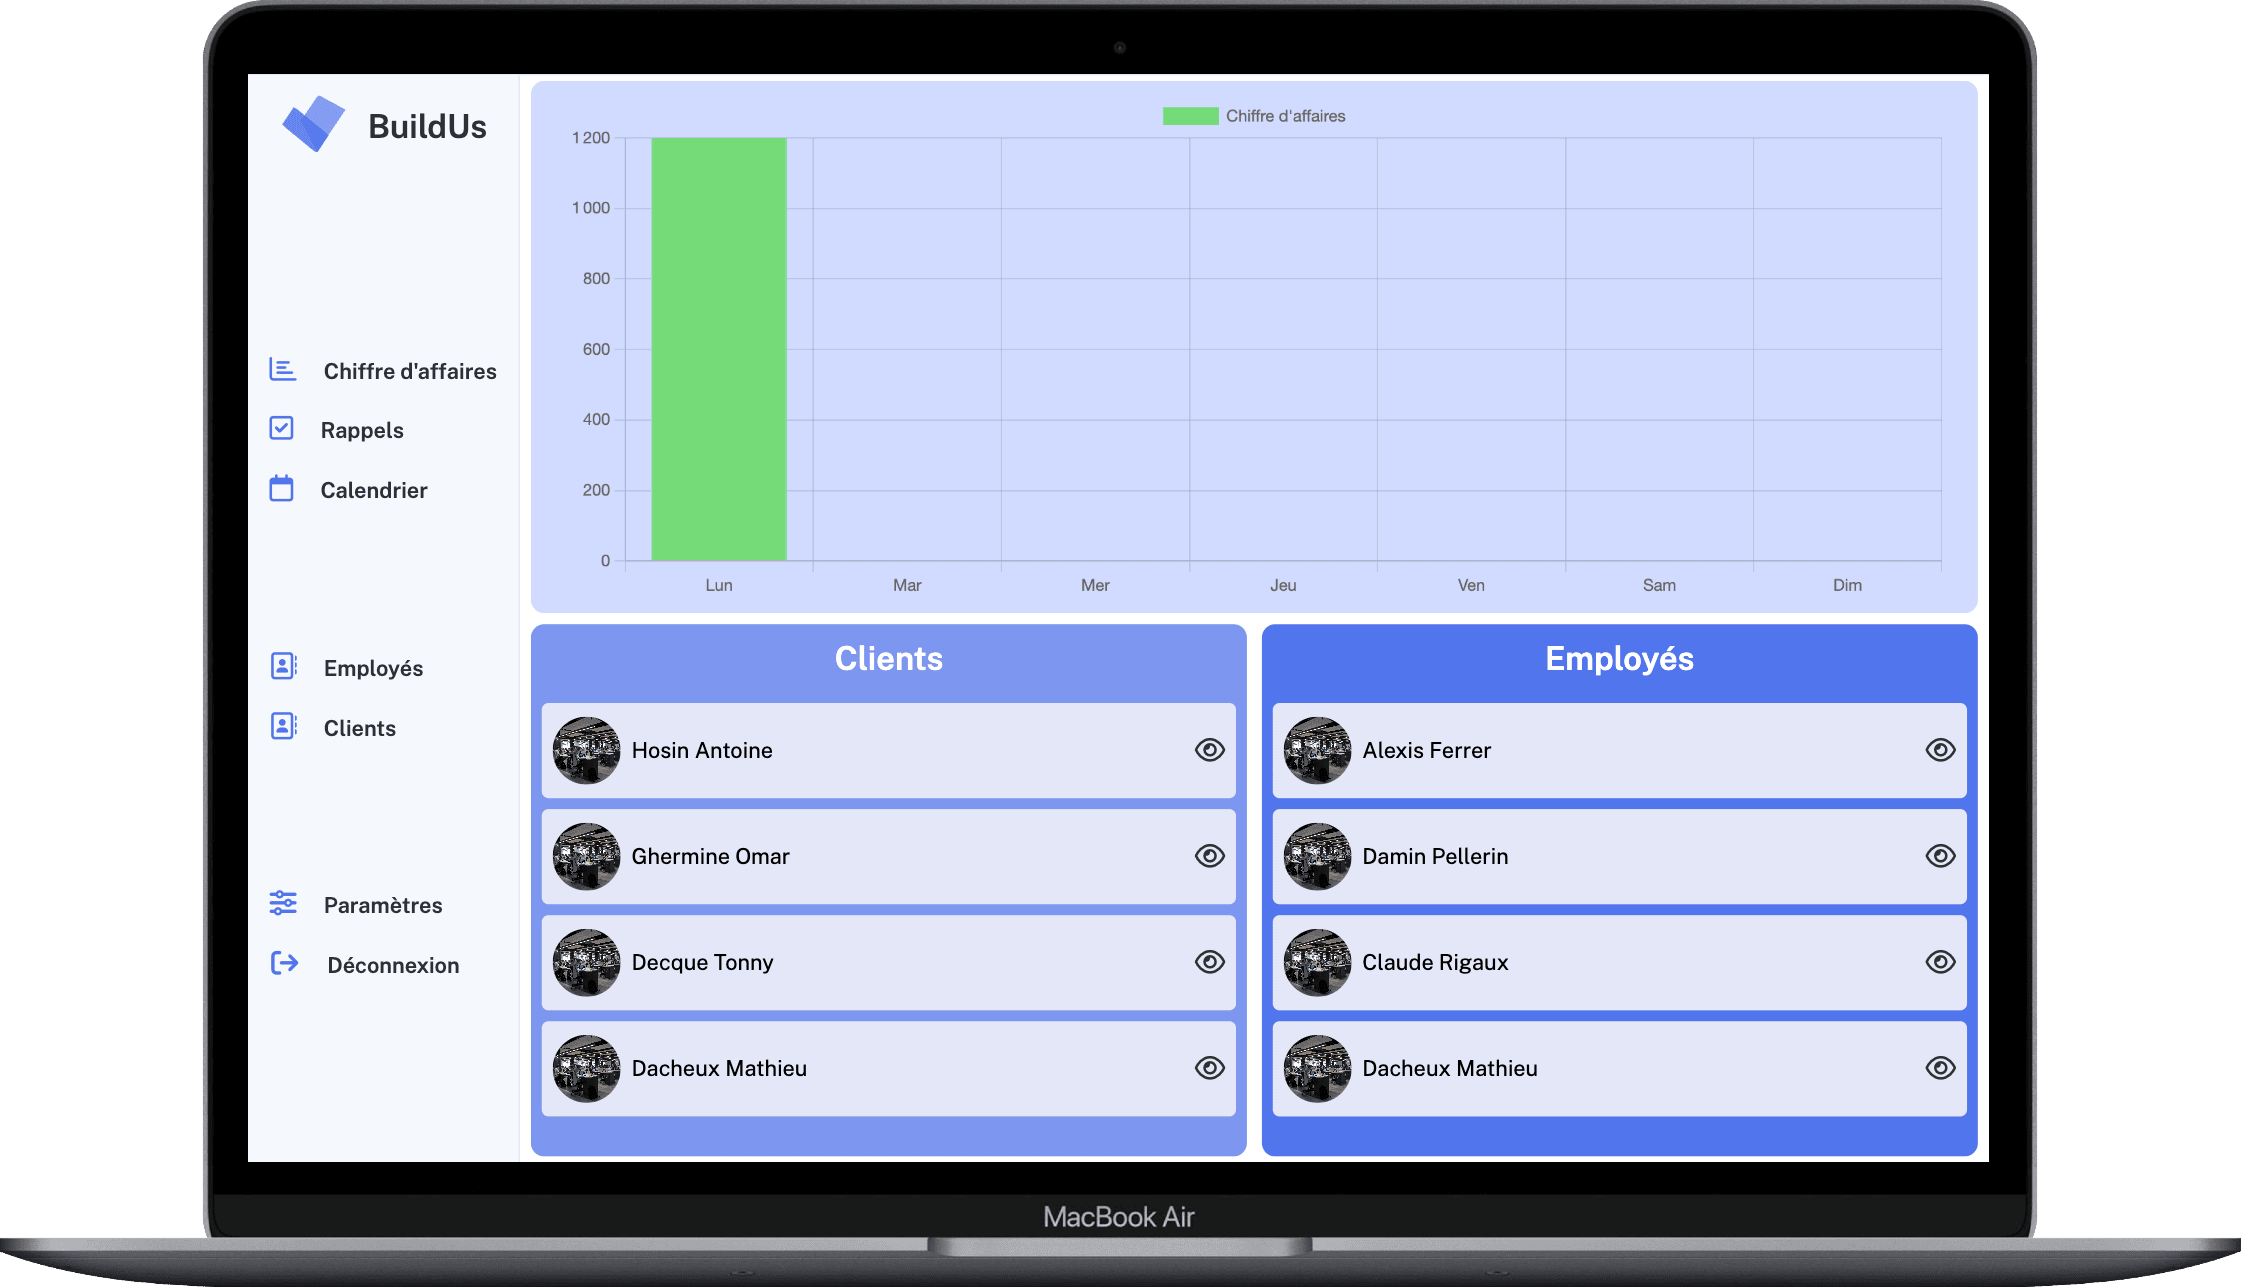 BuildUs
Chiffre d'affaires
Rappels
Calendrier
Employés
Clients
Paramètres
Déconnexion
Chiffre d'affaires
1 200
1 000
800
600
400
200
0
Lun Mar Mer Jeu Ven Sam Dim
Clients
Hosin Antoine
Ghermine Omar
Decque Tonny
Dacheux Mathieu
Employés
Alexis Ferrer
Damin Pellerin
Claude Rigaux
Dacheux Mathieu
MacBook Air